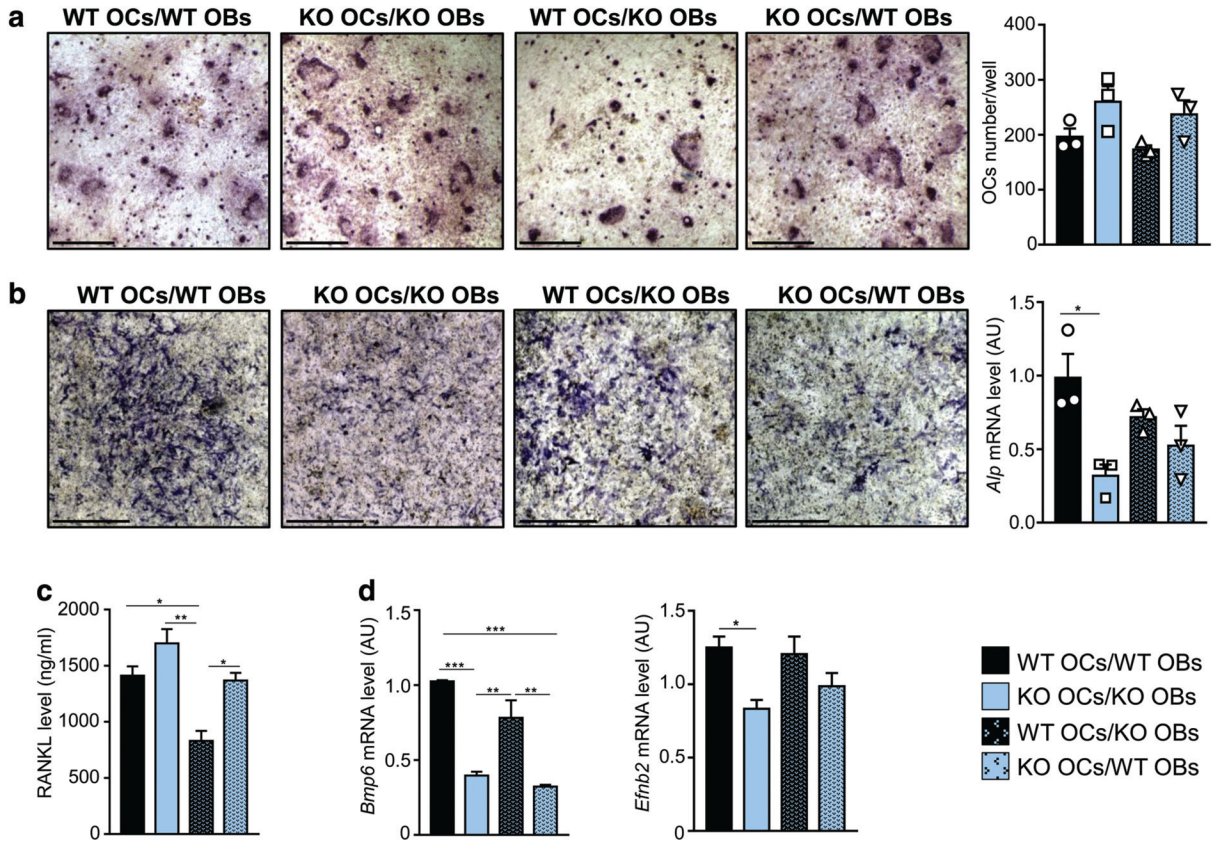 a
WT OCs/WT OBs
KO OCs/KO OBs
WT OCs/KO OBs
KO OCs/WT OBs
OCs number/well
400
300
200
100
0
b
WT OCs/WT OBs
KO OCs/KO OBs
WT OCs/KO OBs
KO OCs/WT OBs
Alp mRNA level (AU)
1.5
1.0
0.5
0.0
*
c
RANKL level (ng/ml)
2000
1500
1000
500
0
*
**
*
d
Bmp6 mRNA level (AU)
1.5
1.0
0.5
0
***
***
**
**
Efnb2 mRNA level (AU)
1.5
1.0
0.5
0
*
WT OCs/WT OBs
KO OCs/KO OBs
WT OCs/KO OBs
KO OCs/WT OBs